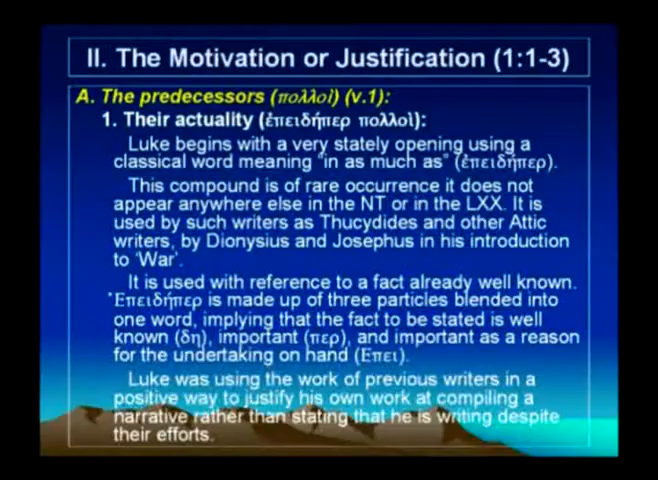 II. The Motivation or Justification (1:1-3)
A. The predecessors (πολλοὶ) (v.1):
1. Their actuality (ἐπειδήπερ πολλοὶ):
Luke begins with a very stately opening using a
classical word meaning "in as much as" (ἐπειδήπερ).
This compound is of rare occurrence it does not
appear anywhere else in the NT or in the LXX. It is
used by such writers as Thucydides and other Attic
writers, by Dionysius and Josephus in his introduction
to 'War'.
It is used with reference to a fact already well known.
Ἐπειδήπερ is made up of three particles blended into
one word, implying that the fact to be stated is well
known (δη), important (περ), and important as a reason
for the undertaking on hand (Επει).
Luke was using the work of previous writers in a
positive way to justify his own work at compiling a
narrative rather than stating that he is writing despite
their efforts.